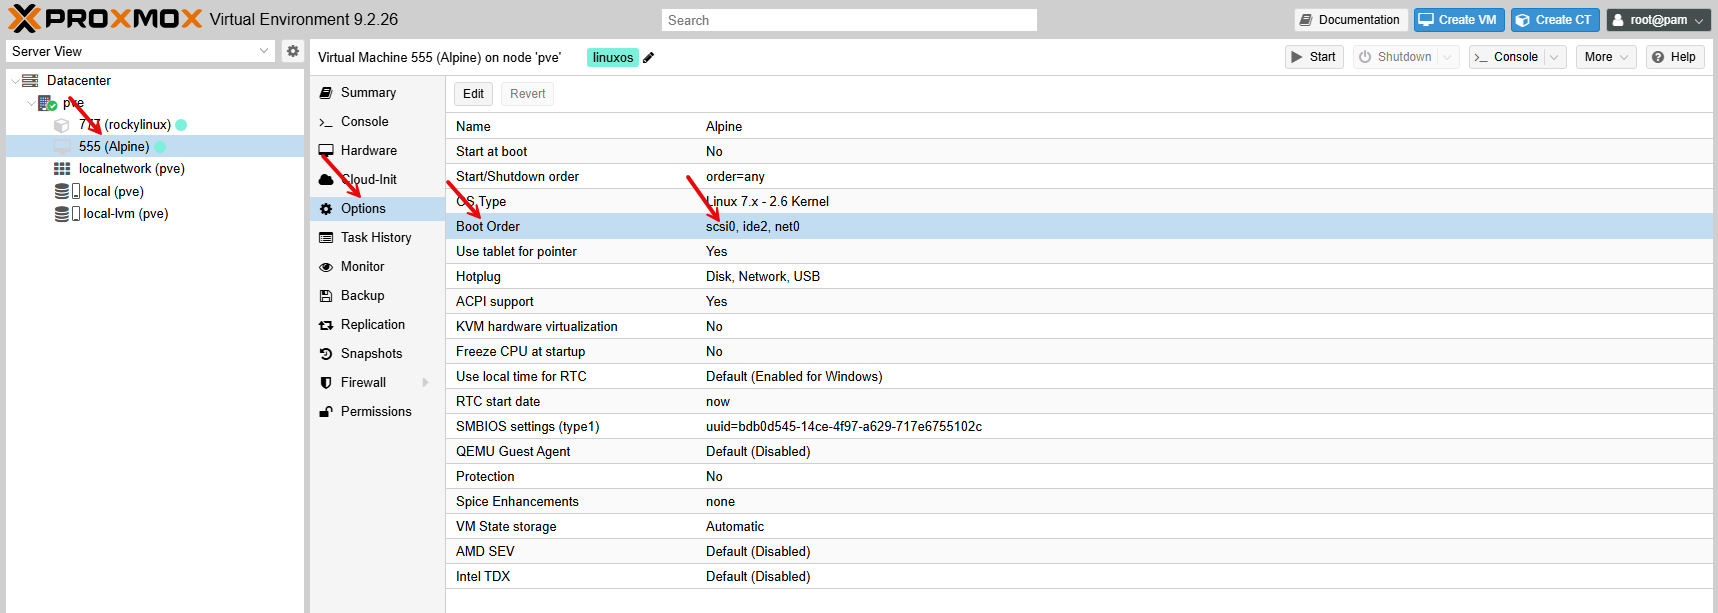 PROXMOX Virtual Environment 9.2.26
Search
Documentation
Create VM
Create CT
root@pam
Server View
Datacenter
pve
777 (rockylinux)
555 (Alpine)
localnetwork (pve)
local (pve)
local-lvm (pve)
Virtual Machine 555 (Alpine) on node 'pve'
linuxos
Start
Shutdown
Console
More
Help
Summary
Console
Hardware
Cloud-Init
Options
Task History
Monitor
Backup
Replication
Snapshots
Firewall
Permissions
Edit
Revert
Name Alpine
Start at boot No
Start/Shutdown order order=any
OS Type Linux 7.x - 2.6 Kernel
Boot Order scsi0, ide2, net0
Use tablet for pointer Yes
Hotplug Disk, Network, USB
ACPI support Yes
KVM hardware virtualization No
Freeze CPU at startup No
Use local time for RTC Default (Enabled for Windows)
RTC start date now
SMBIOS settings (type1) uuid=bdb0d545-14ce-4f97-a629-717e6755102c
QEMU Guest Agent Default (Disabled)
Protection No
Spice Enhancements none
VM State storage Automatic
AMD SEV Default (Disabled)
Intel TDX Default (Disabled)